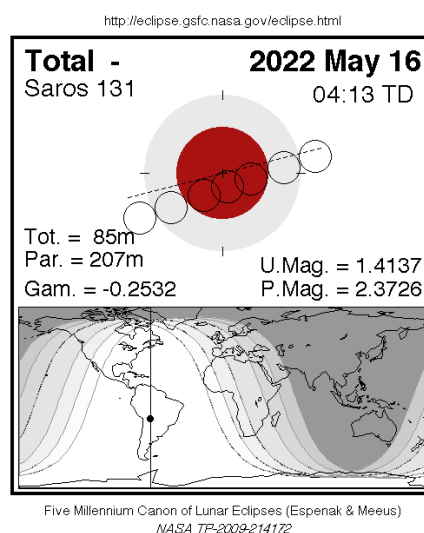 http://eclipse.gsfc.nasa.gov/eclipse.html
Total - 2022 May 16
Saros 131 04:13 TD
Tot. = 85m
Par. = 207m U.Mag. = 1.4137
Gam. = -0.2532 P.Mag. = 2.3726
Five Millennium Canon of Lunar Eclipses (Espenak & Meeus)
NASA TP-2009-214172